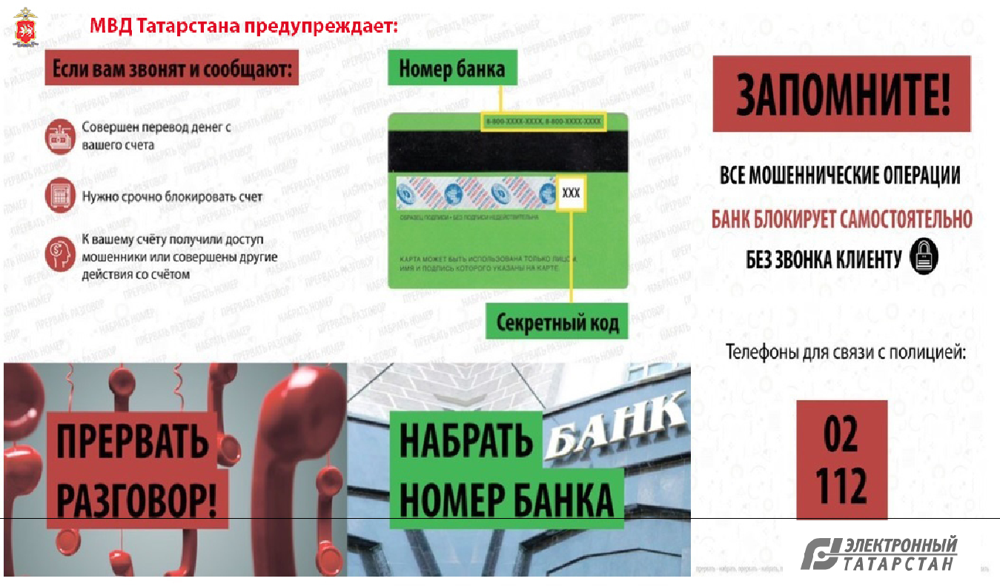 МВД Татарстана предупреждает:
Если вам звонят и сообщают:
Совершен перевод денег с
вашего счета
Нужно срочно блокировать счет
К вашему счёту получили доступ
мошенники или совершены другие
действия со счётом
ПРЕРВАТЬ
РАЗГОВОР!
Номер банка
8-800-XXXX-XXXX, 8-800-XXXX-XXXX
XXX
ОБРАЗЕЦ ПОДПИСИ • БЕЗ ПОДПИСИ НЕДЕЙСТВИТЕЛЬНА
КАРТА МОЖЕТ БЫТЬ ИСПОЛЬЗОВАНА ТОЛЬКО ЛИЦОМ,
ИМЯ И ПОДПИСЬ КОТОРОГО УКАЗАНЫ НА КАРТЕ.
Секретный код
БАНК
НАБРАТЬ
НОМЕР БАНКА
ЗАПОМНИТЕ!
ВСЕ МОШЕННИЧЕСКИЕ ОПЕРАЦИИ
БАНК БЛОКИРУЕТ САМОСТОЯТЕЛЬНО
БЕЗ ЗВОНКА КЛИЕНТУ
Телефоны для связи с полицией:
02
112
ЭЛЕКТРОННЫЙ
ТАТАРСТАН